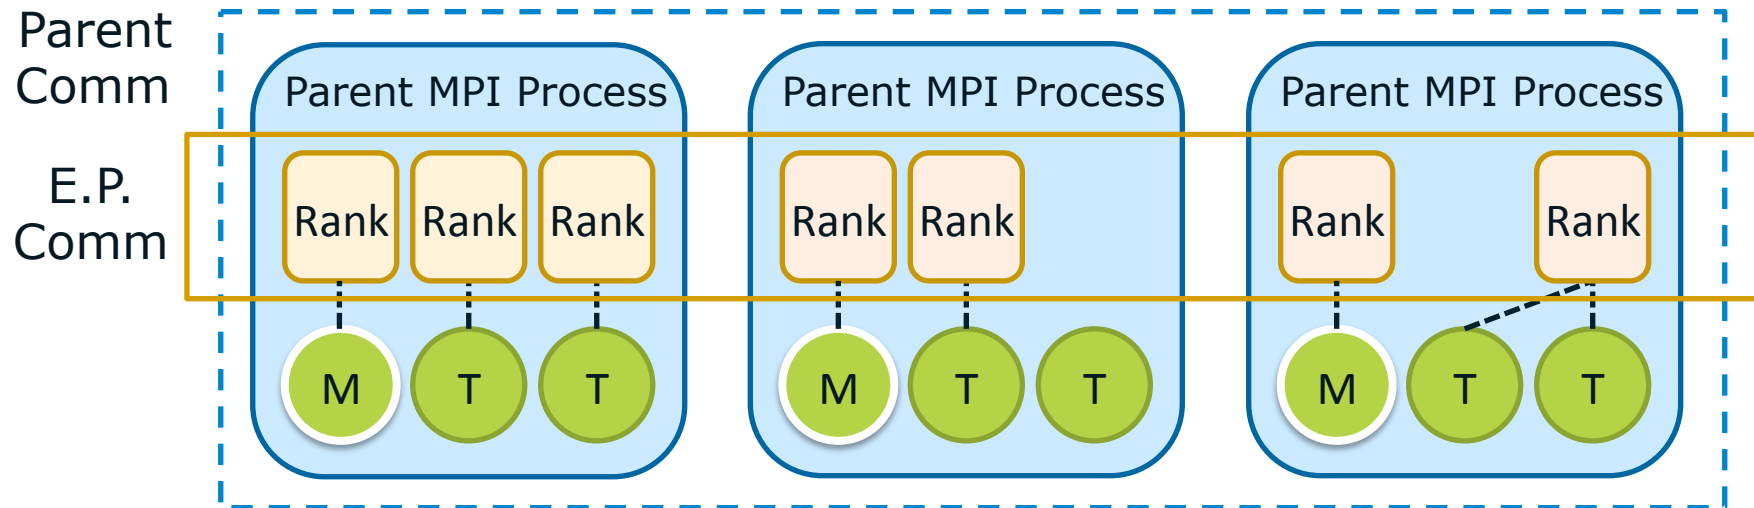 Parent
Comm
Parent MPI Process
Parent MPI Process
Parent MPI Process
E.P.
Comm
Rank
Rank
Rank
Rank
Rank
Rank
Rank
M
T
T
M
T
T
M
T
T